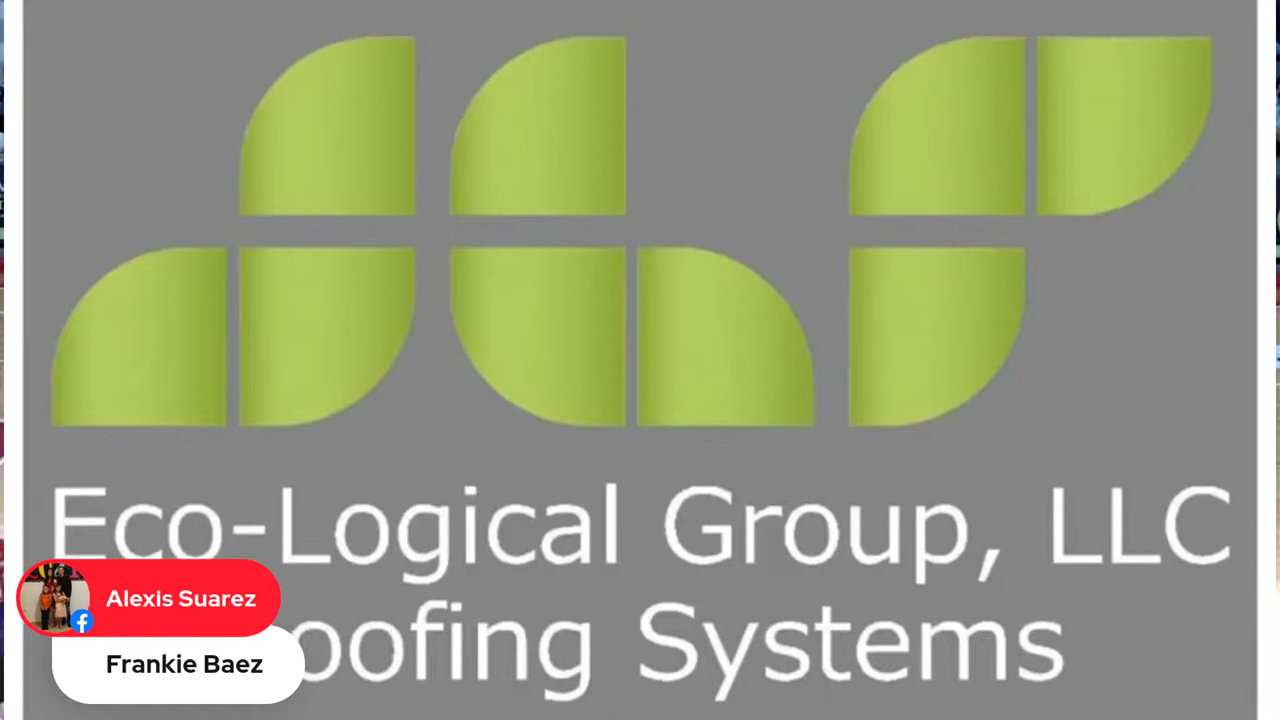 Eco-Logical Group, LLC
oofing Systems
Alexis Suarez
Frankie Baez